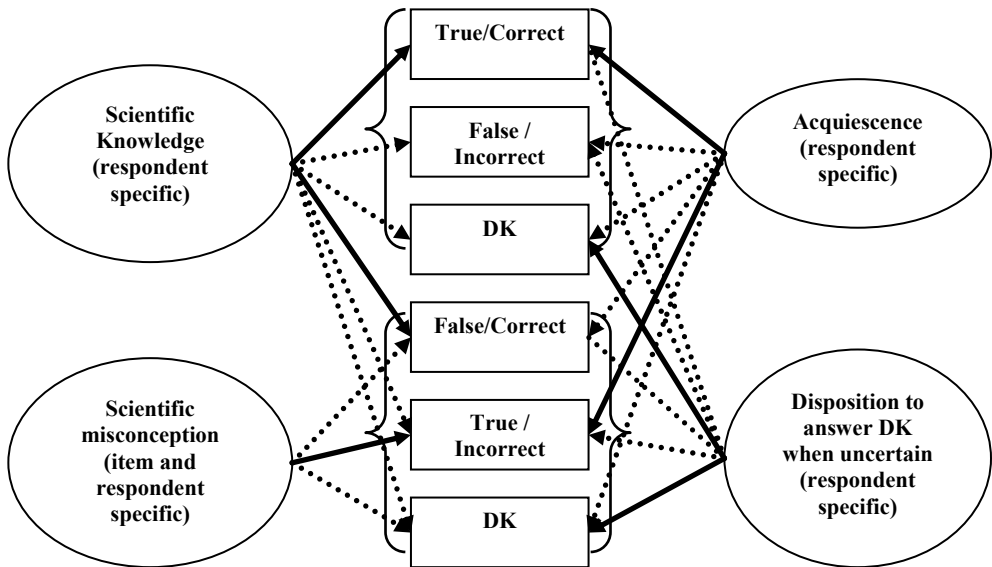 Scientific
Knowledge
(respondent
specific)
Scientific
misconception
(item and
respondent
specific)
True/Correct
False /
Incorrect
DK
False/Correct
True /
Incorrect
DK
Acquiescence
(respondent
specific)
Disposition to
answer DK
when uncertain
(respondent
specific)